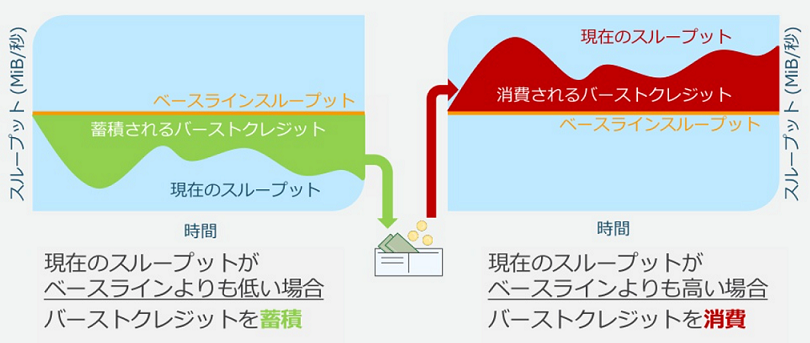 スループット (MiB/秒)
ベースラインスループット
蓄積されるバーストクレジット
現在のスループット
時間
現在のスループットが
ベースラインよりも低い場合
バーストクレジットを蓄積
現在のスループット
消費されるバーストクレジット
ベースラインスループット
スループット (MiB/秒)
時間
現在のスループットが
ベースラインよりも高い場合
バーストクレジットを消費